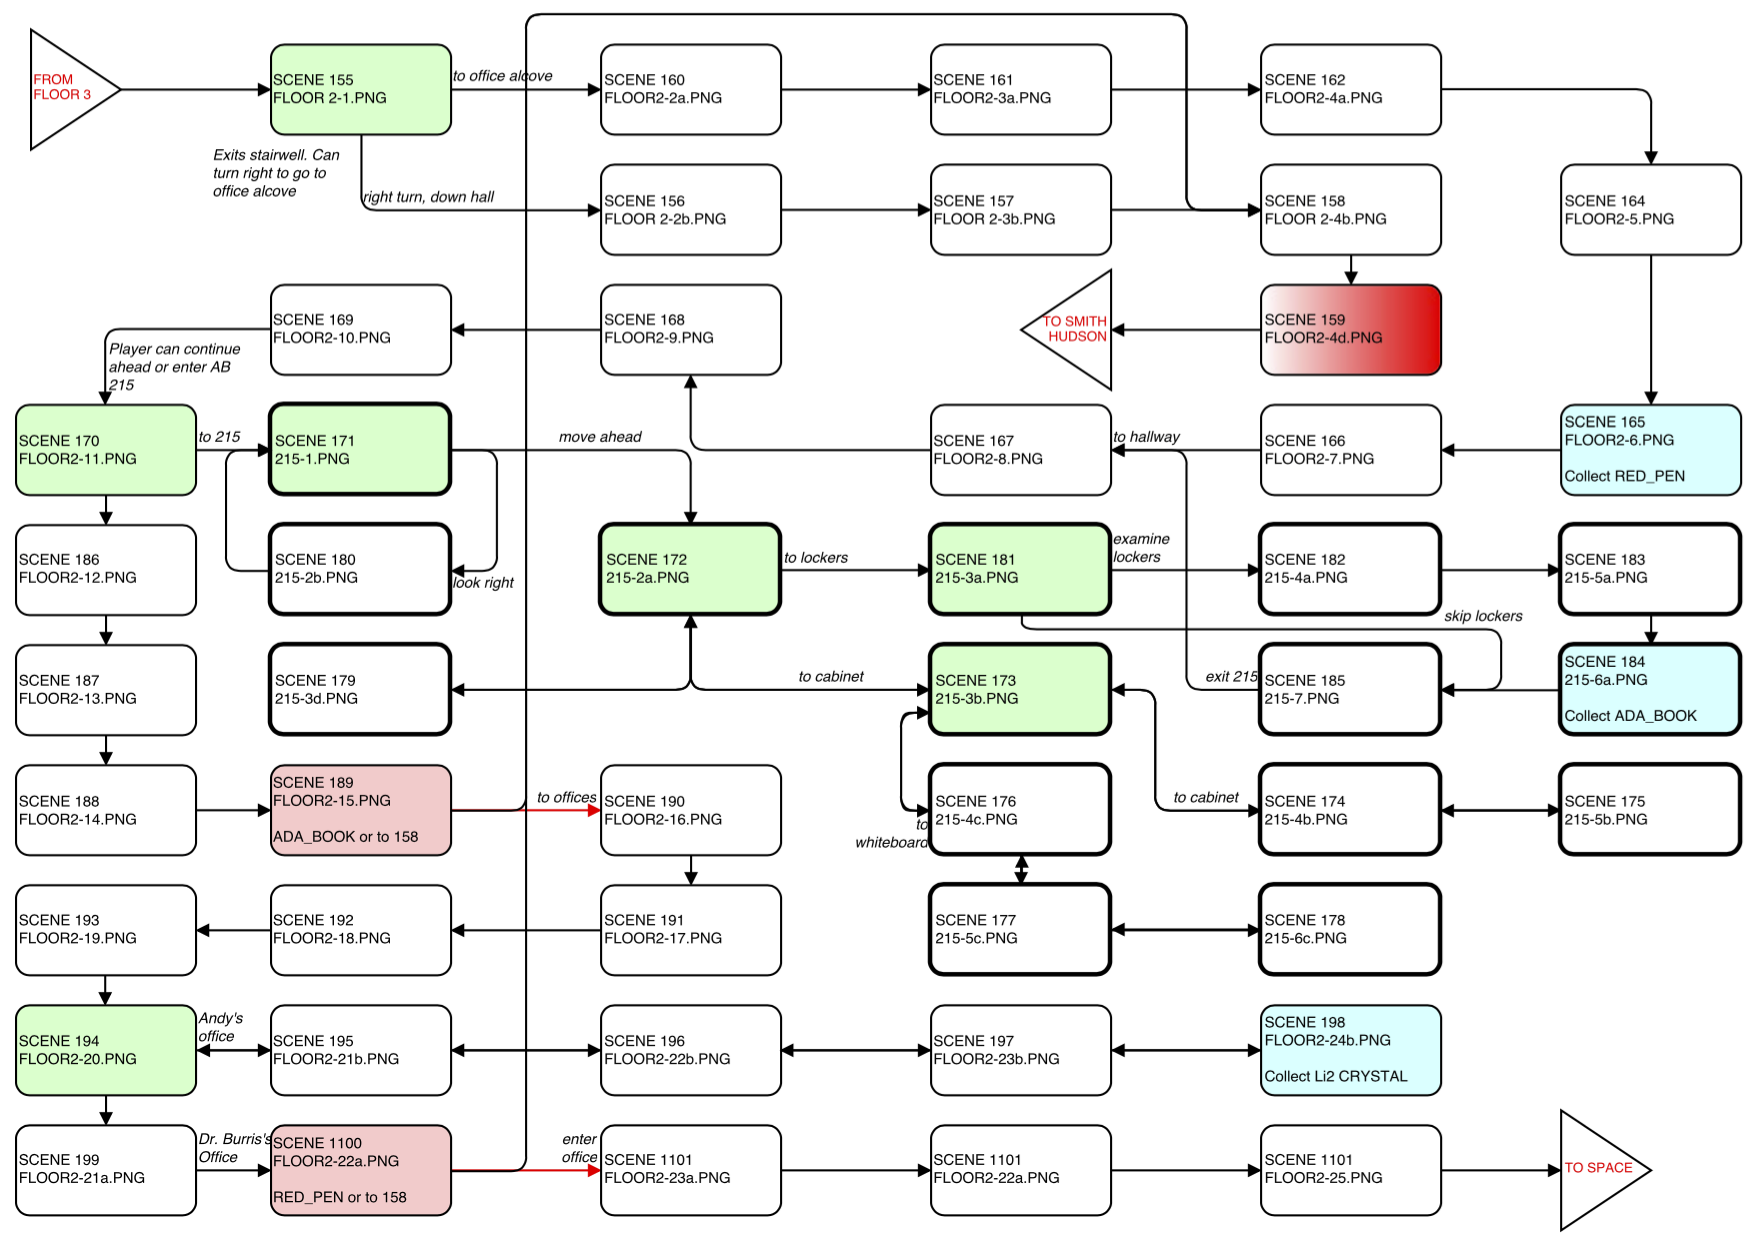 FROM
FLOOR 3
SCENE 155
FLOOR 2-1.PNG
to office alcove
SCENE 160
FLOOR2-2a.PNG
SCENE 161
FLOOR2-3a.PNG
SCENE 162
FLOOR2-4a.PNG
Exits stairwell. Can
turn right to go to
office alcove
right turn, down hall
SCENE 156
FLOOR 2-2b.PNG
SCENE 157
FLOOR 2-3b.PNG
SCENE 158
FLOOR 2-4b.PNG
SCENE 164
FLOOR2-5.PNG
SCENE 169
FLOOR2-10.PNG
SCENE 168
FLOOR2-9.PNG
TO SMITH
HUDSON
SCENE 159
FLOOR2-4d.PNG
Player can continue
ahead or enter AB
215
SCENE 170
FLOOR2-11.PNG
to 215
SCENE 171
215-1.PNG
move ahead
SCENE 167
FLOOR2-8.PNG
to hallway
SCENE 166
FLOOR2-7.PNG
SCENE 165
FLOOR2-6.PNG
Collect RED_PEN
SCENE 186
FLOOR2-12.PNG
SCENE 180
215-2b.PNG
look right
SCENE 172
215-2a.PNG
to lockers
SCENE 181
215-3a.PNG
examine
lockers
SCENE 182
215-4a.PNG
SCENE 183
215-5a.PNG
skip lockers
SCENE 187
FLOOR2-13.PNG
SCENE 179
215-3d.PNG
to cabinet
SCENE 173
215-3b.PNG
exit 215
SCENE 185
215-7.PNG
SCENE 184
215-6a.PNG
Collect ADA_BOOK
SCENE 188
FLOOR2-14.PNG
SCENE 189
FLOOR2-15.PNG
ADA_BOOK or to 158
to offices
SCENE 190
FLOOR2-16.PNG
to
whiteboard
SCENE 176
215-4c.PNG
to cabinet
SCENE 174
215-4b.PNG
SCENE 175
215-5b.PNG
SCENE 193
FLOOR2-19.PNG
SCENE 192
FLOOR2-18.PNG
SCENE 191
FLOOR2-17.PNG
SCENE 177
215-5c.PNG
SCENE 178
215-6c.PNG
SCENE 194
FLOOR2-20.PNG
Andy's
office
SCENE 195
FLOOR2-21b.PNG
SCENE 196
FLOOR2-22b.PNG
SCENE 197
FLOOR2-23b.PNG
SCENE 198
FLOOR2-24b.PNG
Collect Li2 CRYSTAL
SCENE 199
FLOOR2-21a.PNG
Dr. Burris's
Office
SCENE 1100
FLOOR2-22a.PNG
RED_PEN or to 158
enter
office
SCENE 1101
FLOOR2-23a.PNG
SCENE 1101
FLOOR2-22a.PNG
SCENE 1101
FLOOR2-25.PNG
TO SPACE